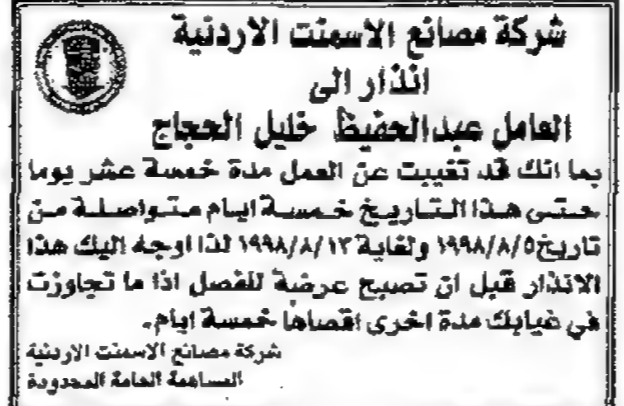 شركة مصانع الاسمنت الاردنية
انذار الى
العامل عبدالحفيظ خليل الحجاج
بما انك قد تغيبت عن العمل مدة خمسة عشر يوما
حتى هذا التاريخ خمسة ايام متواصلة من
تاريخ ١٩٩٨/٨/٥ ولغاية ١٩٩٨/٨/١٣ لذا اوجه اليك هذا
الانذار قبل ان تصبح عرضة للفصل اذا ما تجاوزت
في غيابك مدة اخرى اقصاها خمسة ايام.
شركة مصانع الاسمنت الاردنية
المساهمة العامة المحدودة